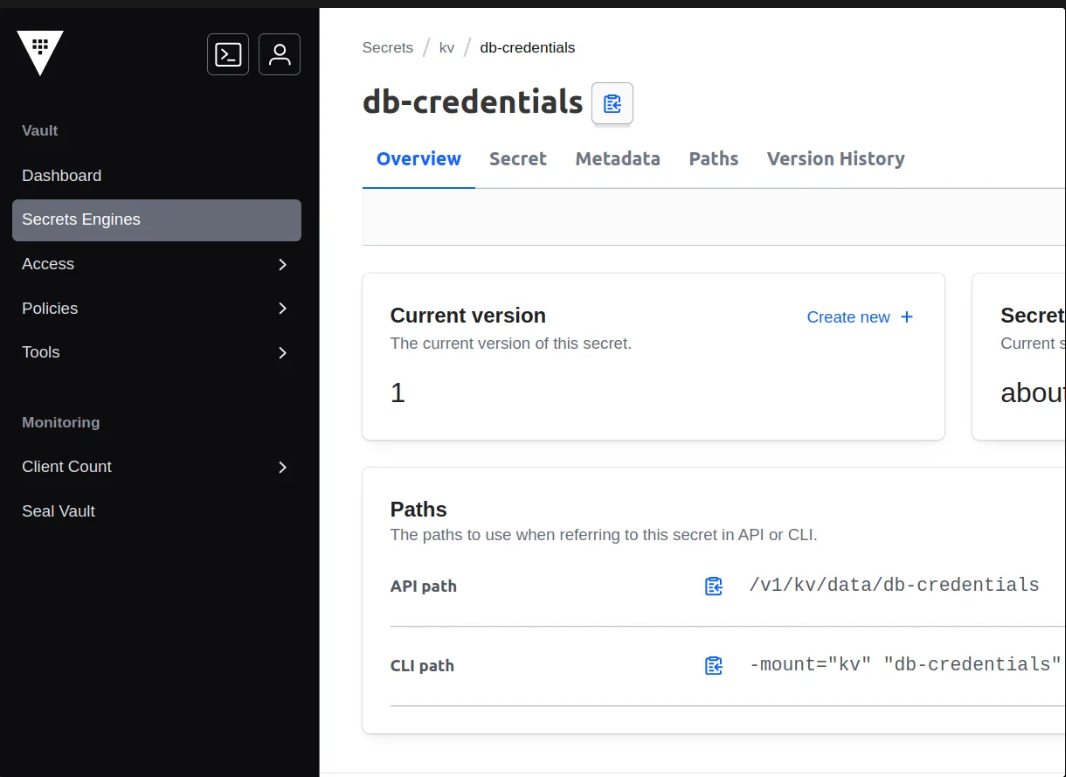 Vault
Dashboard
Secrets Engines
Access
Policies
Tools
Monitoring
Client Count
Seal Vault
Secrets / kv / db-credentials
db-credentials
Overview Secret Metadata Paths Version History
Current version
Create new +
The current version of this secret.
1
Secret
Current s
abou
Paths
The paths to use when referring to this secret in API or CLI.
API path /v1/kv/data/db-credentials
CLI path -mount="kv" "db-credentials"